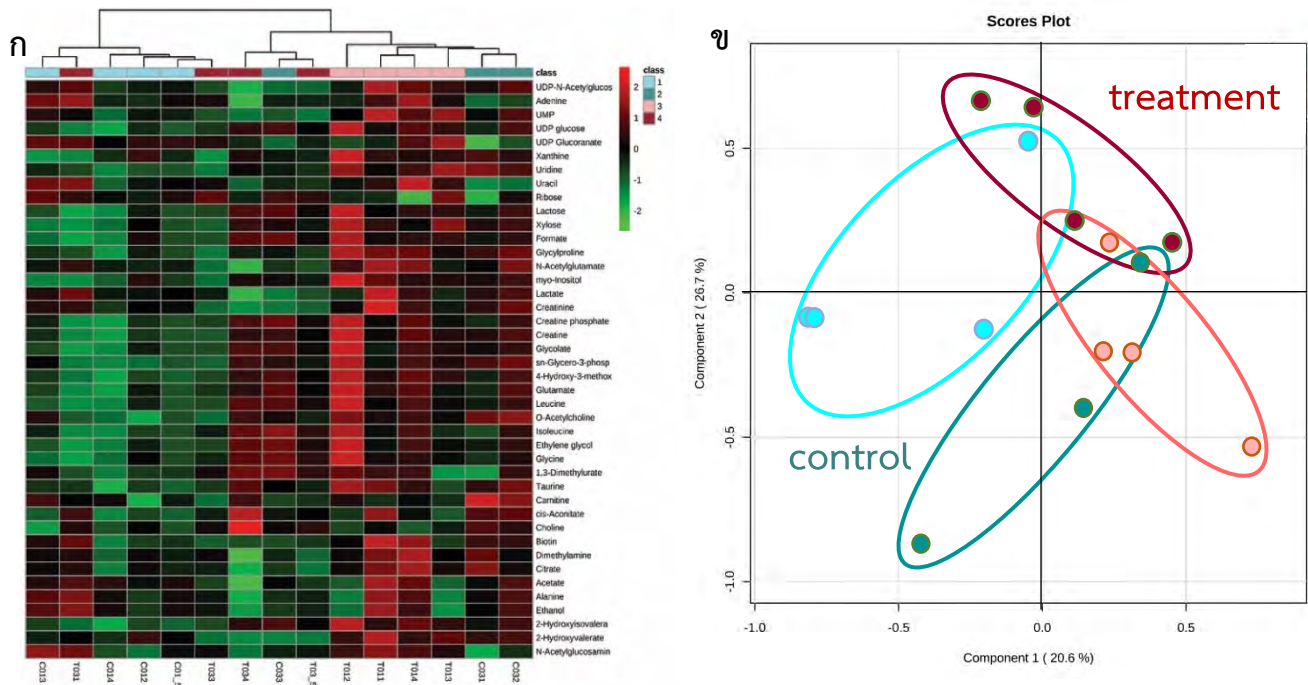 ก
class
UDP-N-Acetylglucos
Adenine
UMP
UDP glucose
UDP Glucoranate
Xanthine
Uridine
Uracil
Ribose
Lactose
Xylose
Formate
Glycylproline
N-Acetylglutamate
myo-Inositol
Lactate
Creatinine
Creatine phosphate
Creatine
Glycolate
sn-Glycero-3-phosp
4-Hydroxy-3-methox
Glutamate
Leucine
O-Acetylcholine
Isoleucine
Ethylene glycol
Glycine
1,3-Dimethylurate
Taurine
Carnitine
cis-Aconitate
Choline
Biotin
Dimethylamine
Citrate
Acetate
Alanine
Ethanol
2-Hydroxyisovalera
2-Hydroxyvalerate
N-Acetylglucosamin
C013
T031
C014
C012
C01_5
T033
T034
C033
T03_5
T012
T011
T014
T013
C031
C032
2
1
0
-1
-2
class
1
2
3
4
ข
Scores Plot
treatment
control
Component 2 ( 26.7 %)
0.5
0.0
-0.5
-1.0
-1.0
-0.5
0.0
0.5
Component 1 ( 20.6 %)